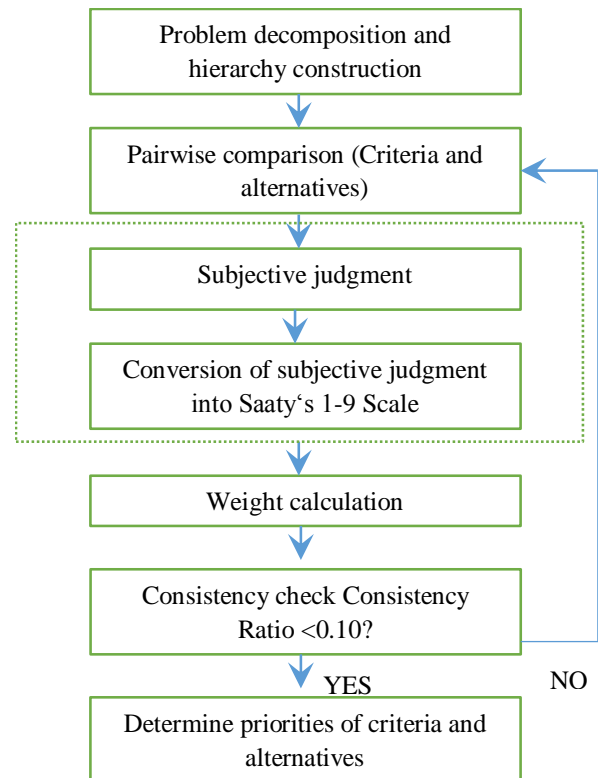 Problem decomposition and
hierarchy construction
Pairwise comparison (Criteria and
alternatives)
Subjective judgment
Conversion of subjective judgment
into Saaty‘s 1-9 Scale
Weight calculation
Consistency check Consistency
Ratio <0.10?
YES
NO
Determine priorities of criteria and
alternatives